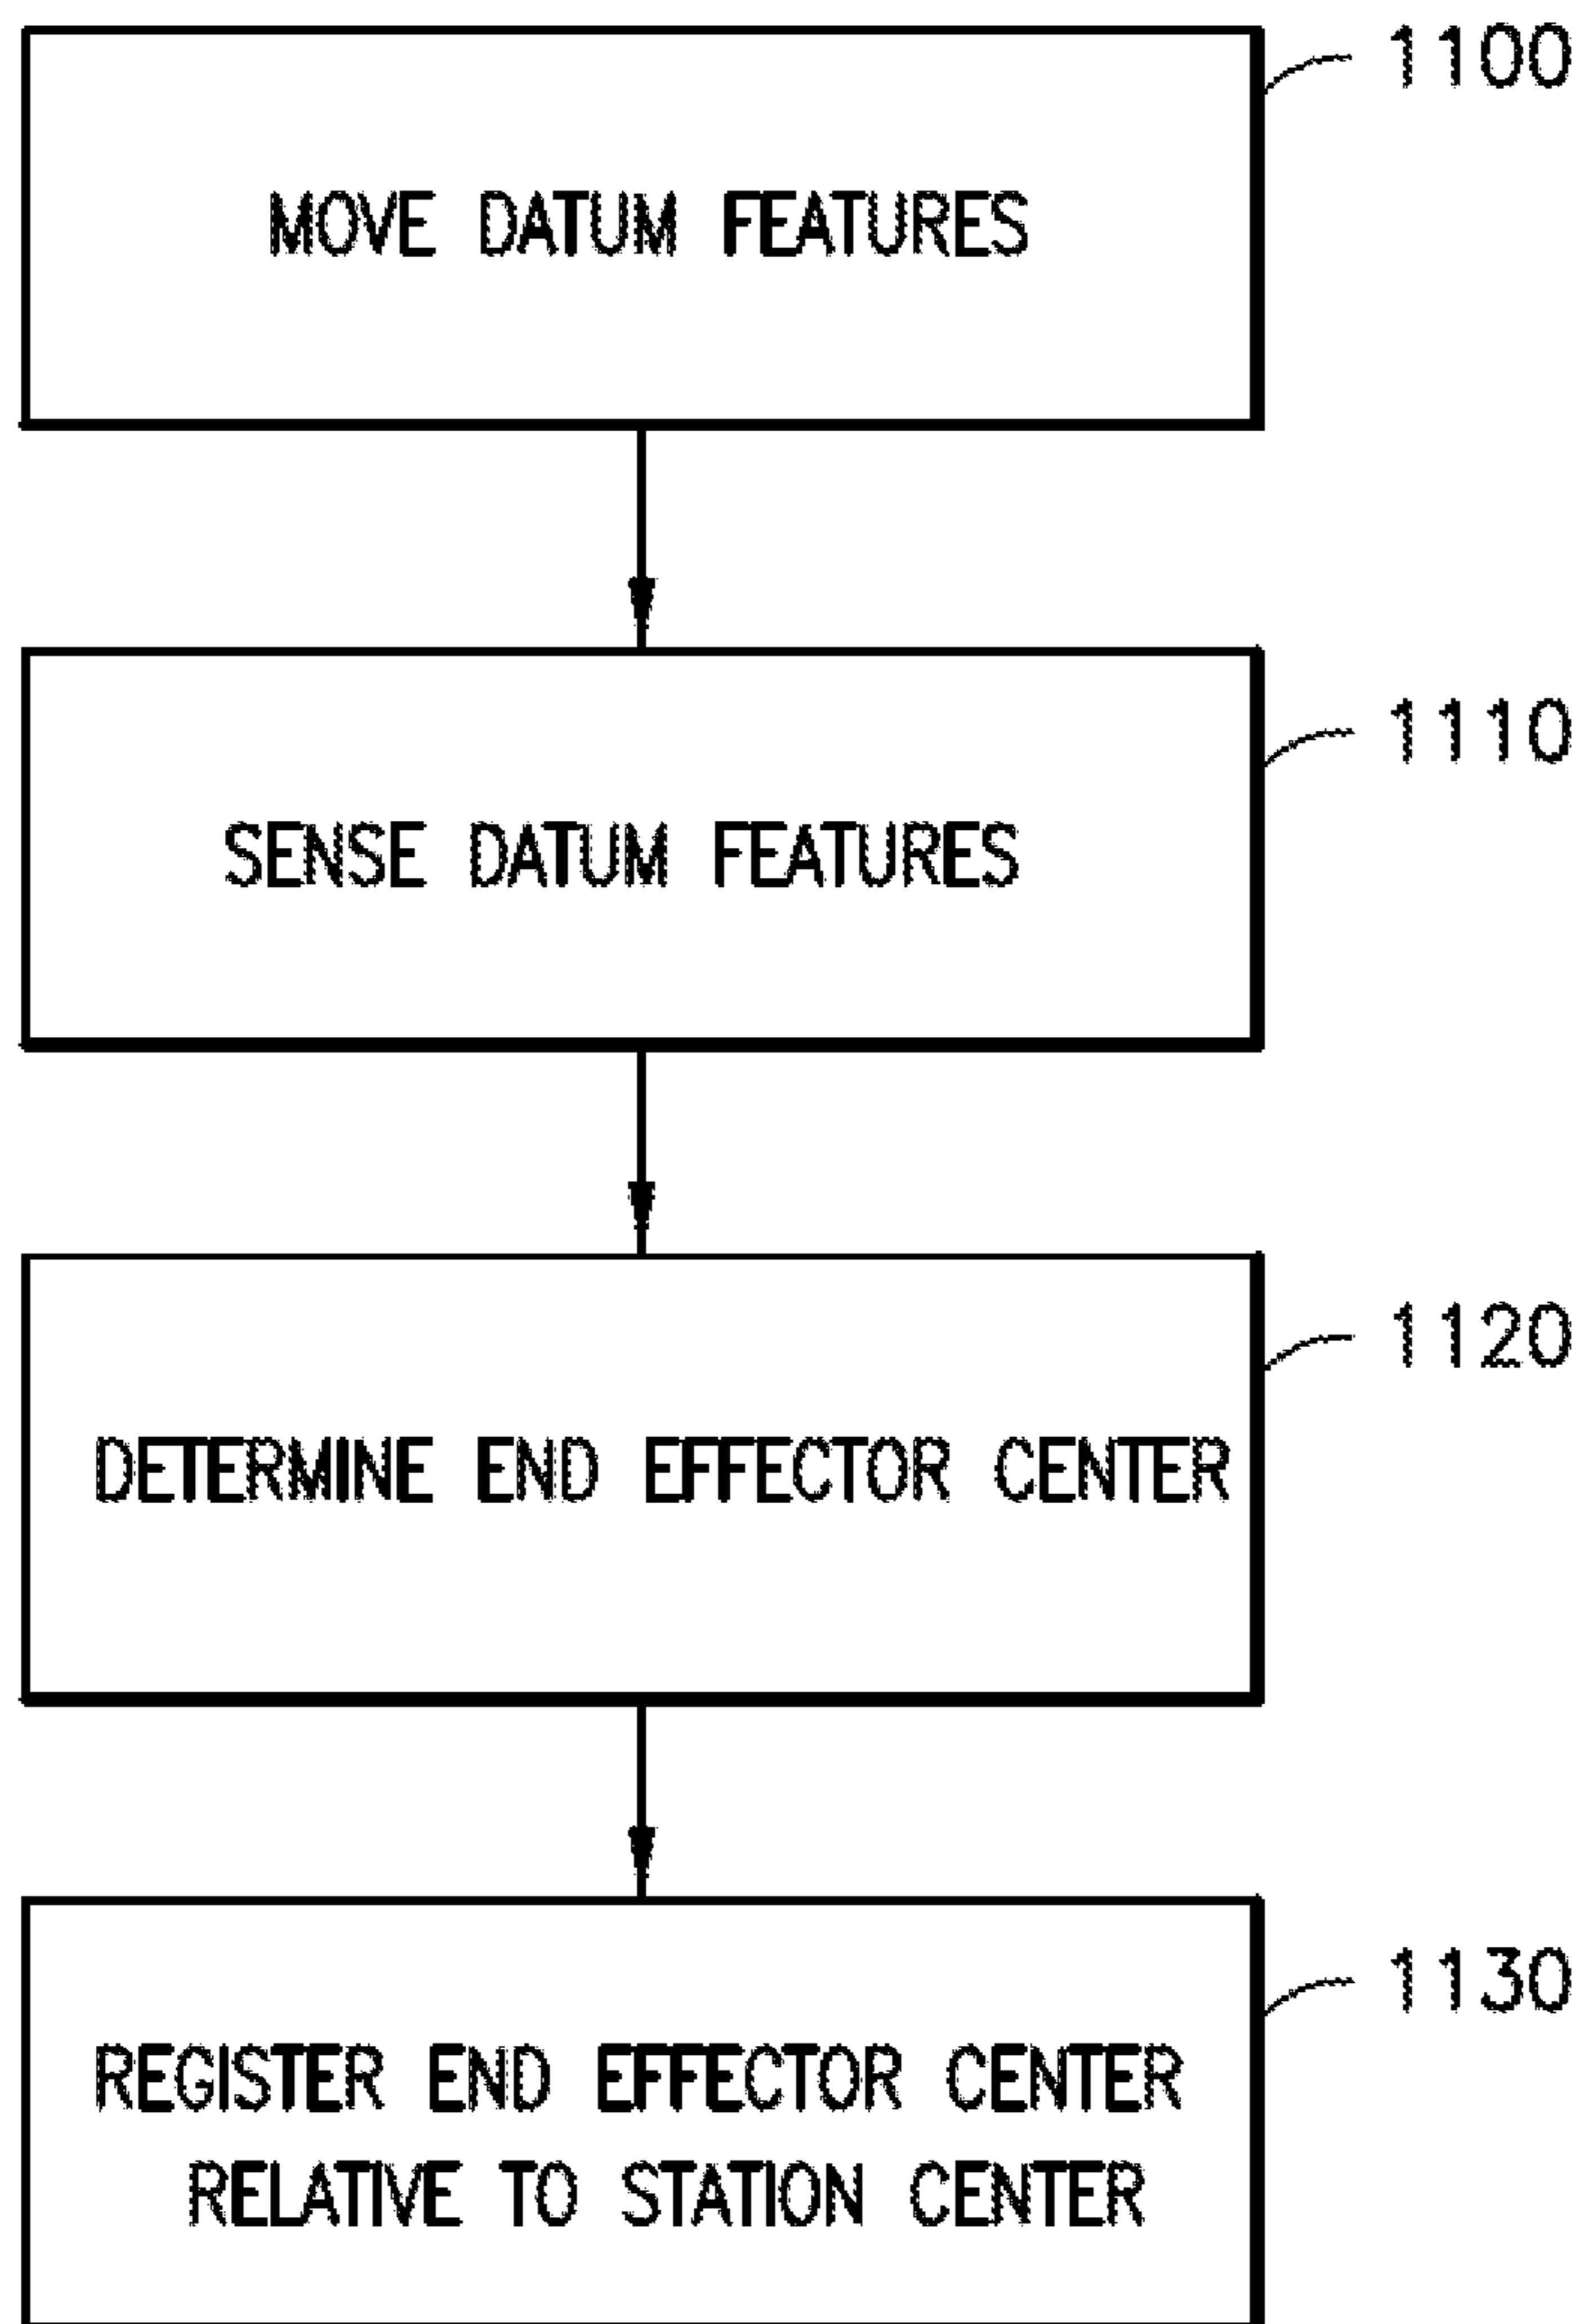 1100
MOVE DATUM FEATURES
1110
SENSE DATUM FEATURES
1120
DETERMINE END EFFECTOR CENTER
1130
REGISTER END EFFECTOR CENTER
RELATIVE TO STATION CENTER